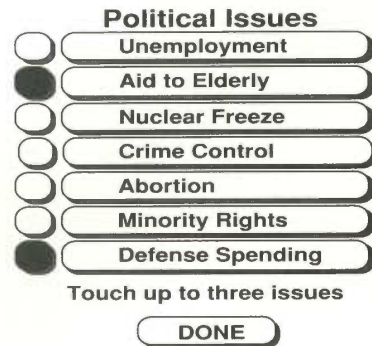 Political Issues
Unemployment
Aid to Elderly
Nuclear Freeze
Crime Control
Abortion
Minority Rights
Defense Spending
Touch up to three issues
DONE